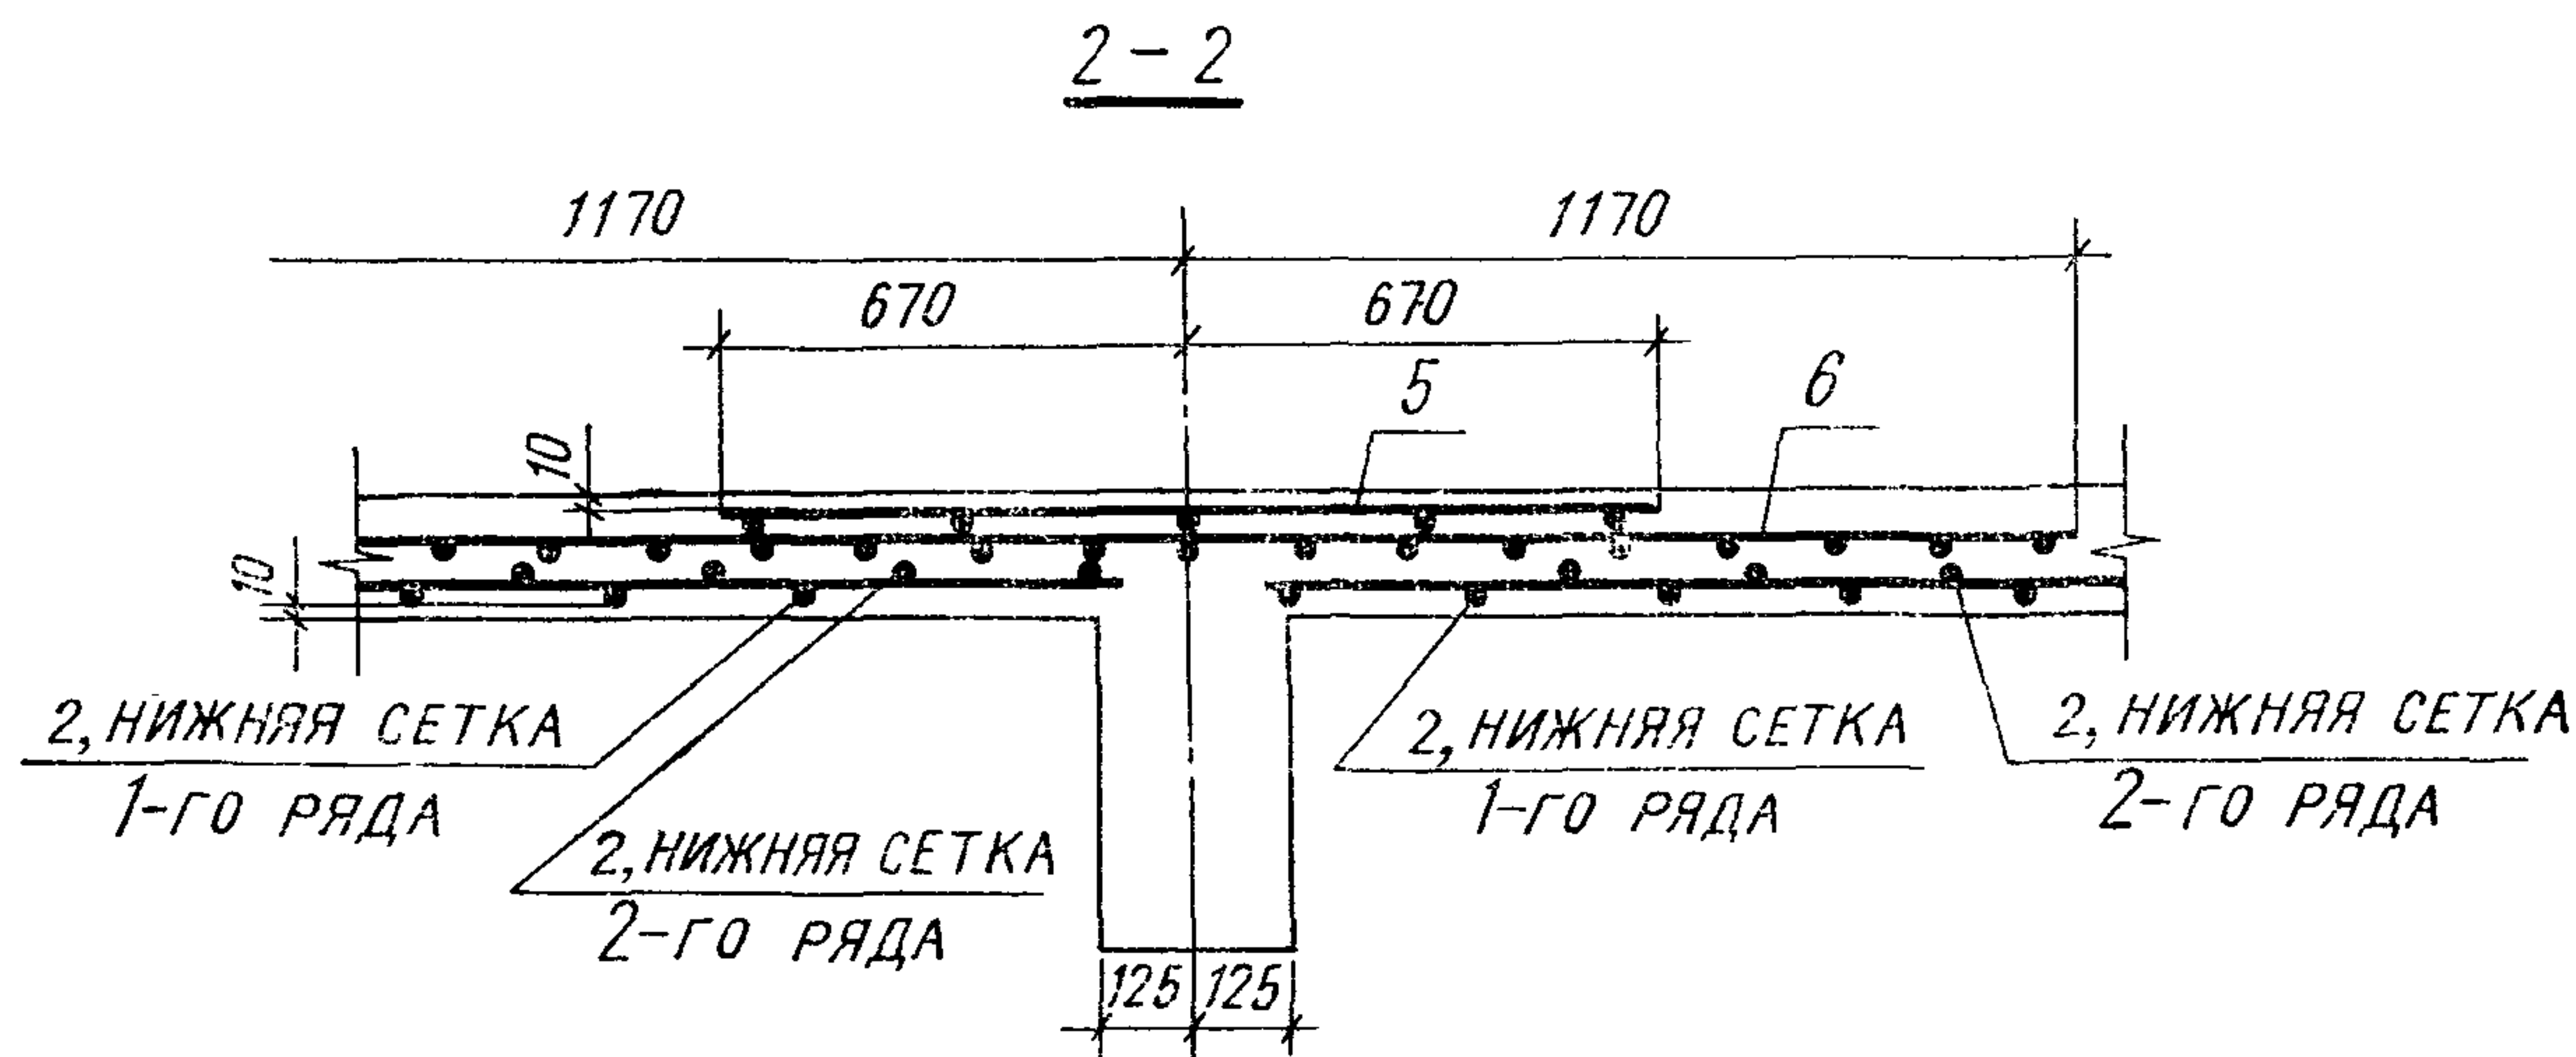 2 - 2
1170
1170
670
670
5
6
10
10
2, НИЖНЯЯ СЕТКА
1-ГО РЯДА
2, НИЖНЯЯ СЕТКА
2-ГО РЯДА
2, НИЖНЯЯ СЕТКА
1-ГО РЯДА
2, НИЖНЯЯ СЕТКА
2-ГО РЯДА
125
125